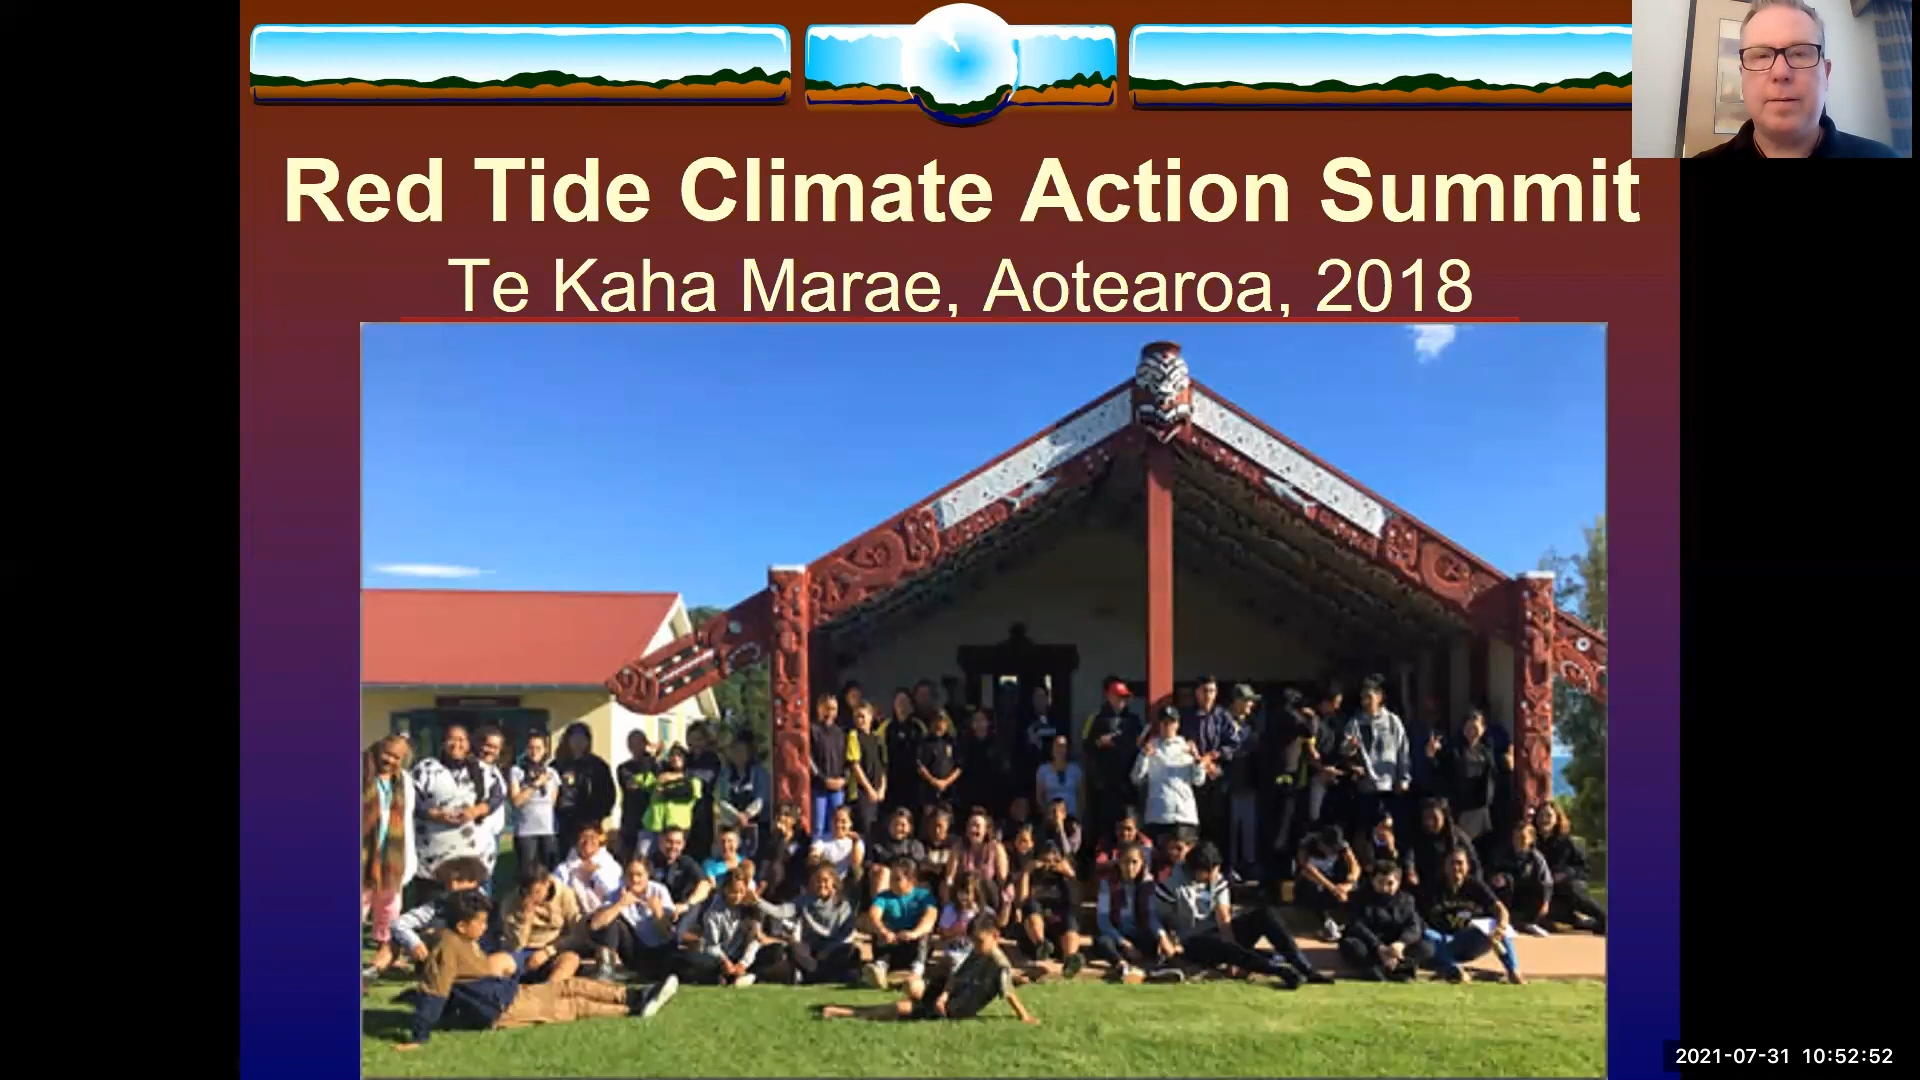 Red Tide Climate Action Summit
Te Kaha Marae, Aotearoa, 2018
2021-07-31 10:52:52